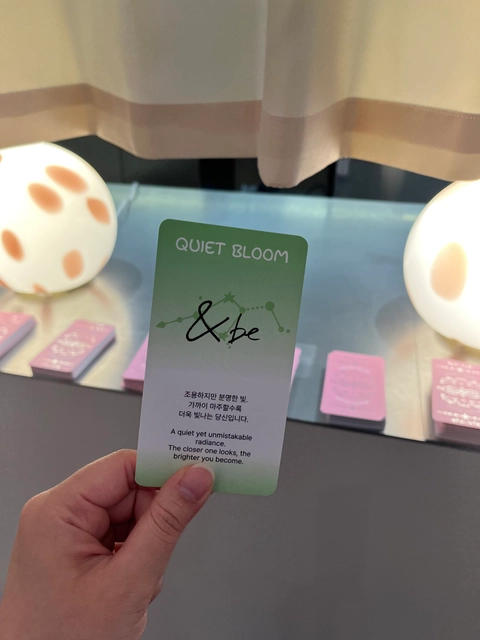 QUIET BLOOM
&be
조용하지만 분명한 빛.
가까이 마주할수록
더욱 빛나는 당신입니다.
A quiet yet unmistakable
radiance.
The closer one looks, the
brighter you become.